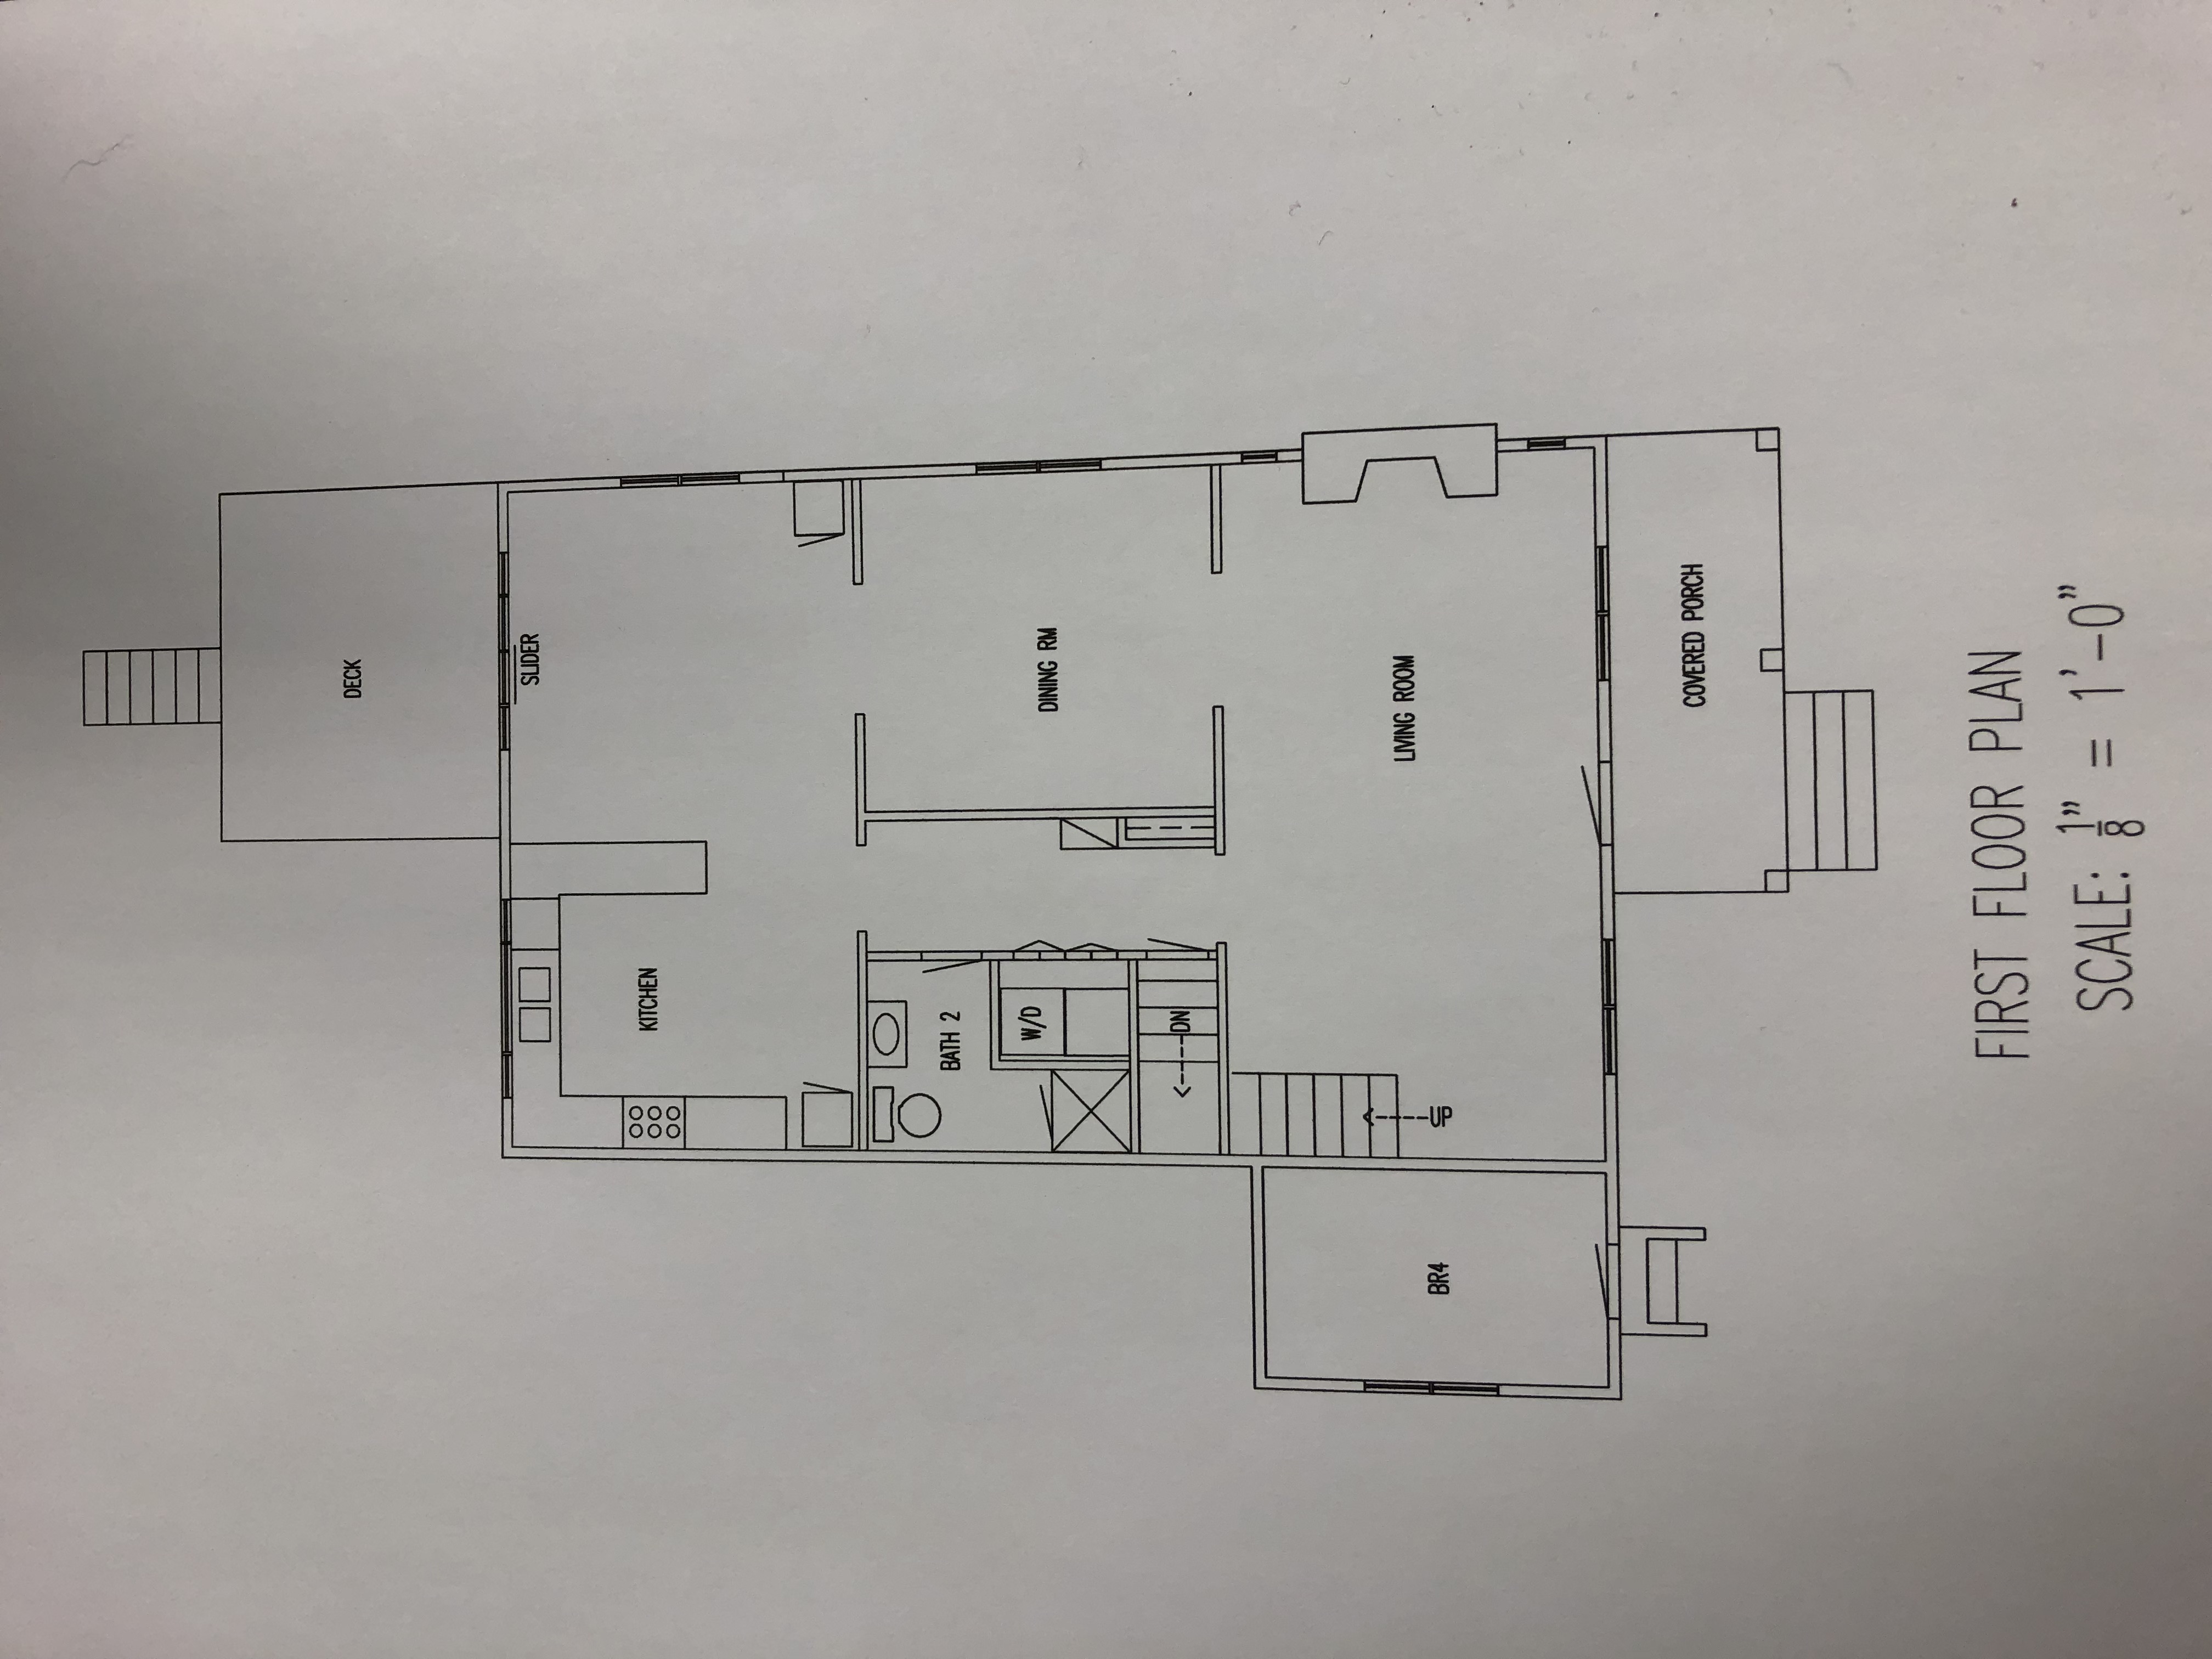 DECK
SLIDER
KITCHEN
BATH 2
W/D
DINING RM
DN
LIVING ROOM
BR4
UP
COVERED PORCH
FIRST FLOOR PLAN
SCALE: 1/8" = 1'-0"